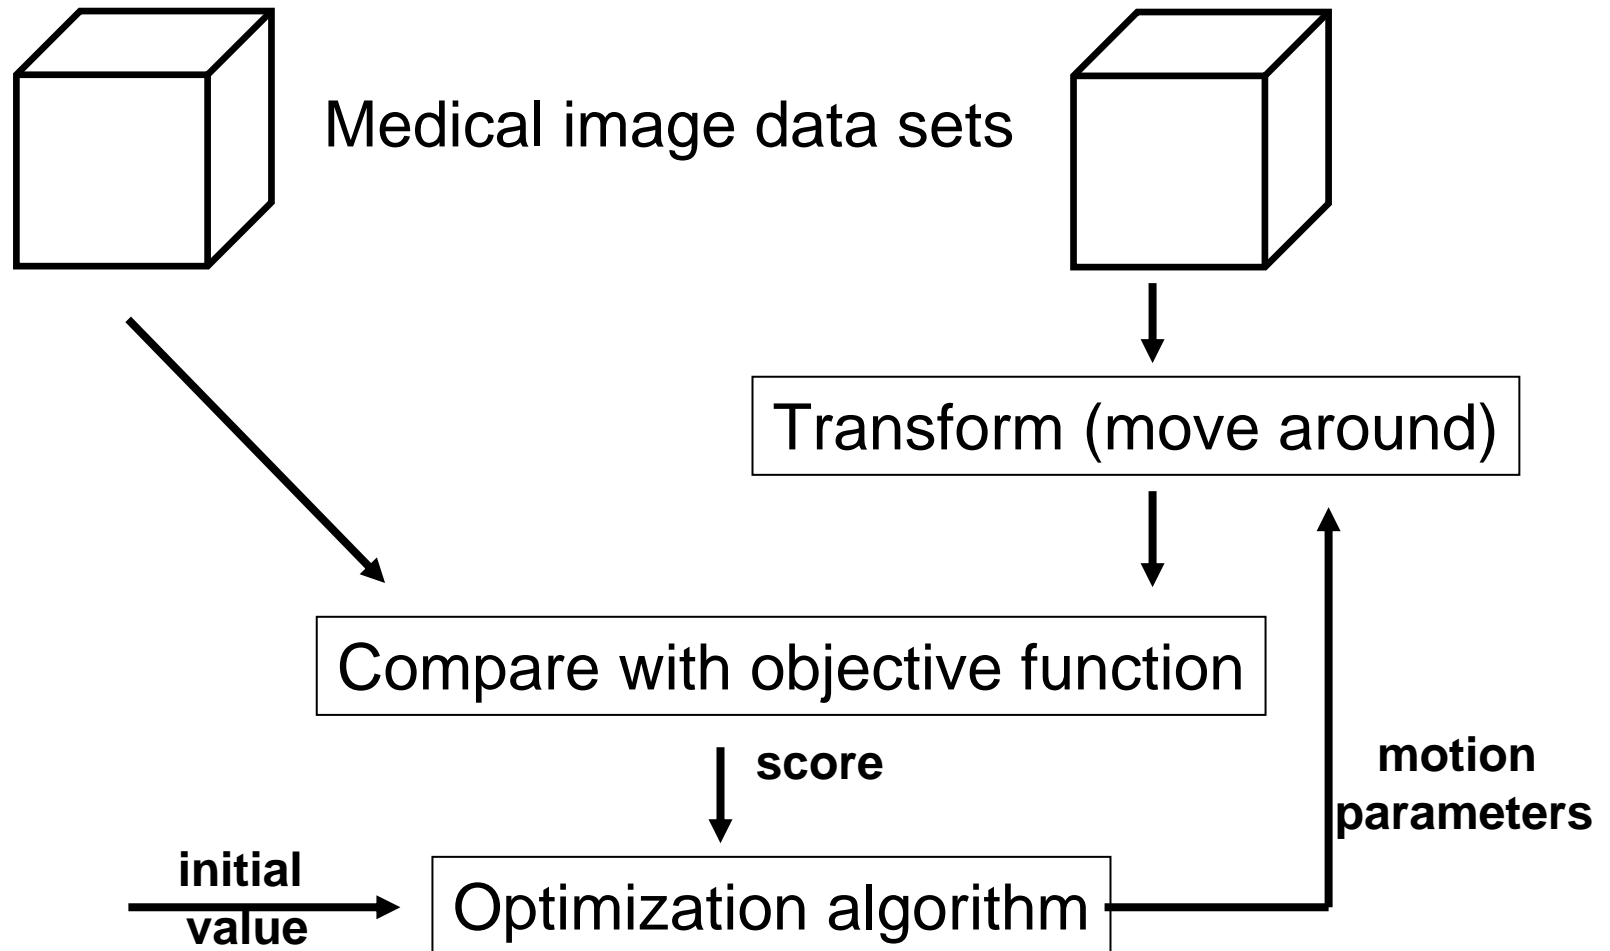 Medical image data sets
Transform (move around)
Compare with objective function
score
motion
parameters
initial
value
Optimization algorithm